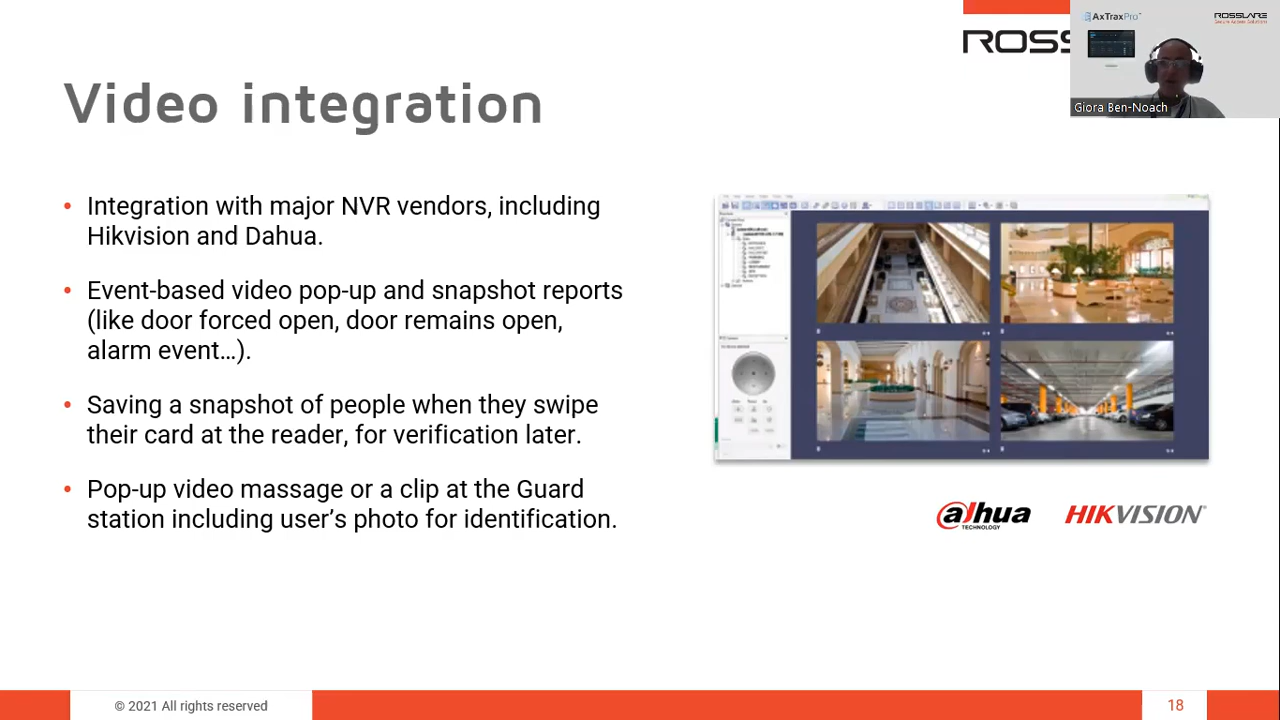 ROSS
AxTraxPro™
ROSSLARE
Giora Ben-Noach
Video integration
• Integration with major NVR vendors, including
Hikvision and Dahua.
• Event-based video pop-up and snapshot reports
(like door forced open, door remains open,
alarm event…).
• Saving a snapshot of people when they swipe
their card at the reader, for verification later.
• Pop-up video massage or a clip at the Guard
station including user’s photo for identification.
alhua
TECHNOLOGY
HIKVISION®
© 2021 All rights reserved
18